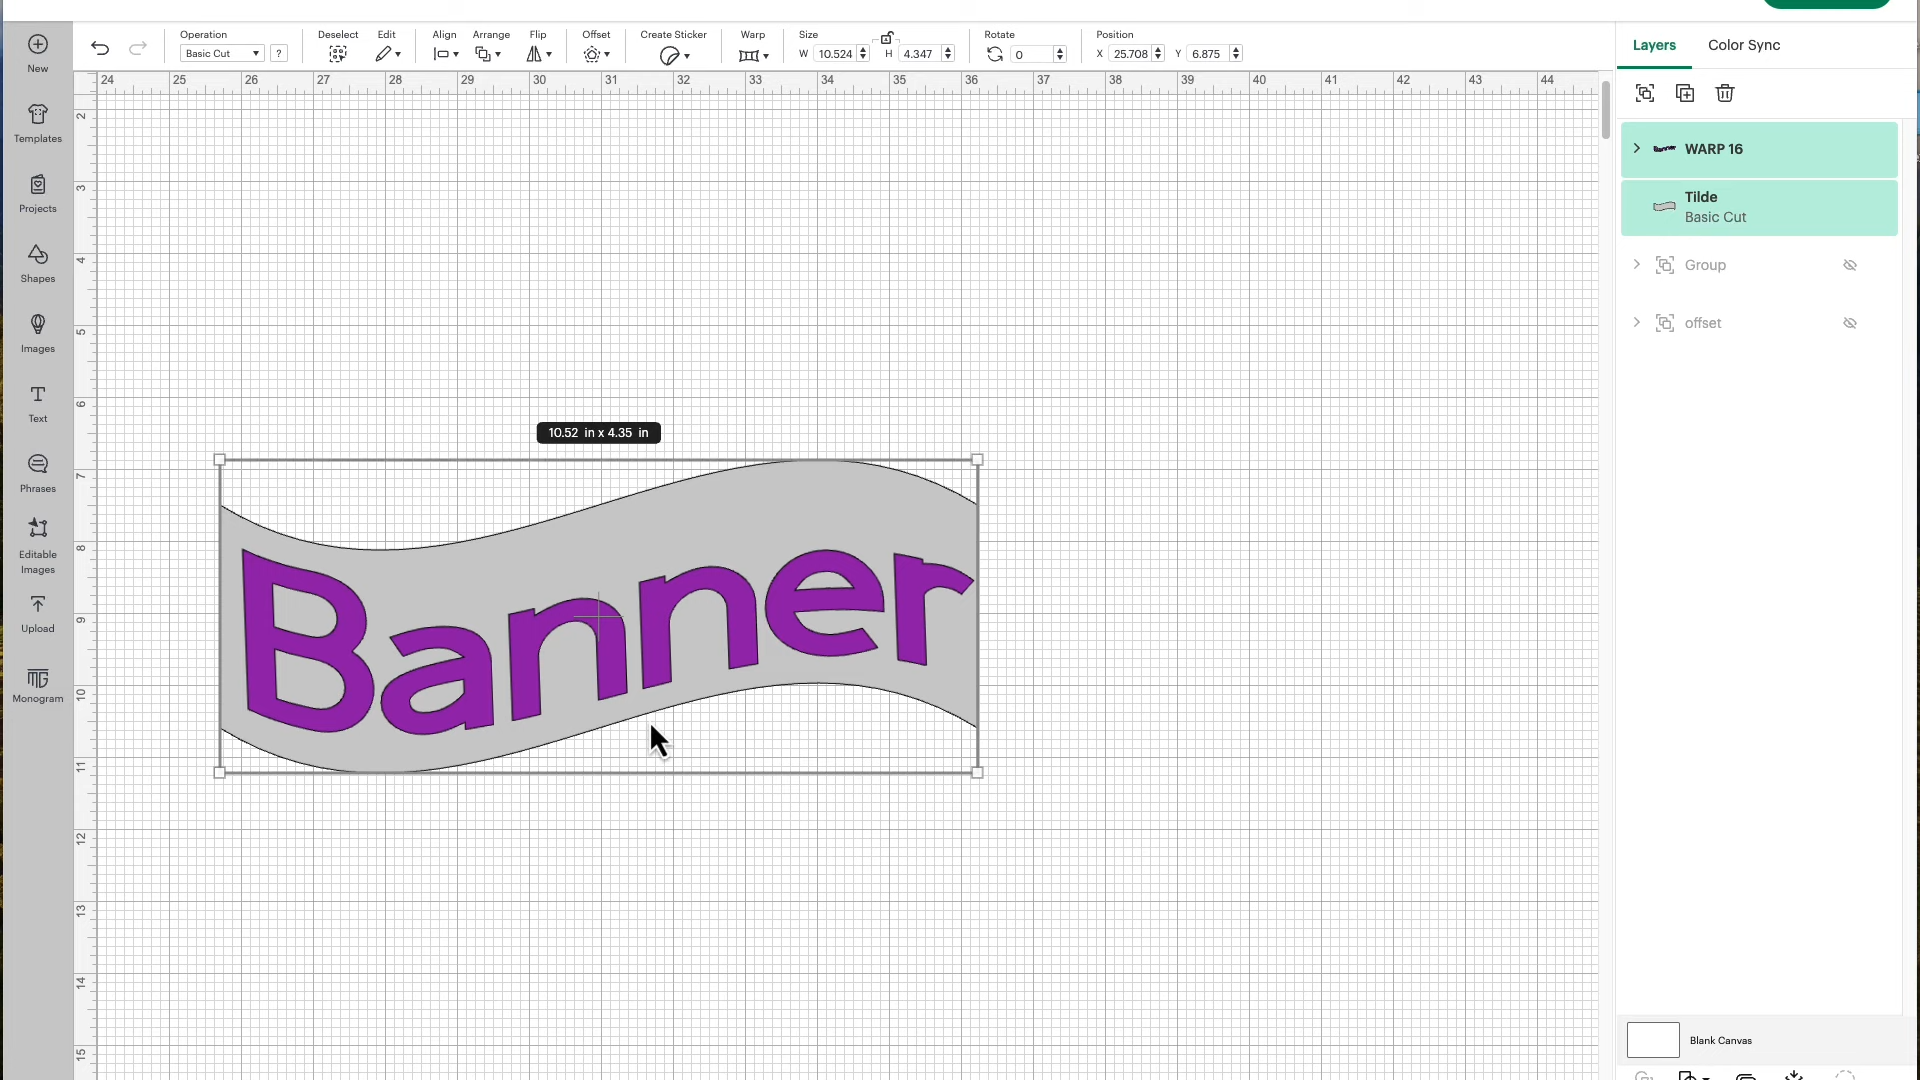 Operation
Deselect
Edit
Align
Arrange
Flip
Offset
Create Sticker
Warp
Size
Rotate
Position
Basic Cut
?
W
10.524
H
4.347
0
X
25.708
Y
6.875
24 25 26 27 28 29 30 31 32 33 34 35 36 37 38 39 40 41 42 43 44
2
3
4
5
6
7
8
9
10
11
12
13
14
15
New
Templates
Projects
Shapes
Images
Text
Phrases
Editable
Images
Upload
MG
Monogram
10.52 in x 4.35 in
Banner
Layers
Color Sync
Banner
WARP 16
Tilde
Basic Cut
Group
offset
Blank Canvas